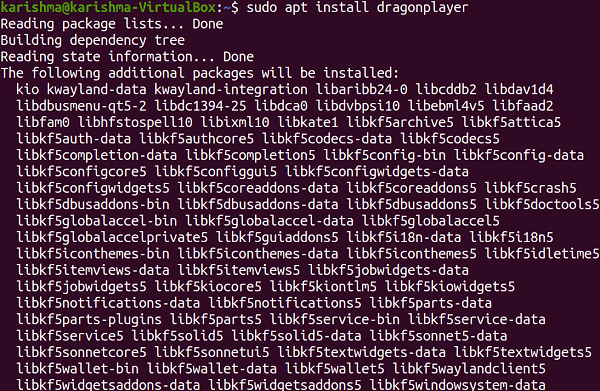 karishma@karishma-VirtualBox:~$ sudo apt install dragonplayer
Reading package lists... Done
Building dependency tree
Reading state information... Done
The following additional packages will be installed:
kio kwayland-data kwayland-integration libaribb24-0 libcddb2 libdav1d4
libdbusmenu-qt5-2 libdc1394-25 libdca0 libdvbpsi10 libebml4v5 libfaad2
libfam0 libhfstospell10 libixml10 libkate1 libkf5archive5 libkf5attica5
libkf5auth-data libkf5authcore5 libkf5codecs-data libkf5codecs5
libkf5completion-data libkf5completion5 libkf5config-bin libkf5config-data
libkf5configcore5 libkf5configgui5 libkf5configwidgets-data
libkf5configwidgets5 libkf5coreaddons-data libkf5coreaddons5 libkf5crash5
libkf5dbusaddons-bin libkf5dbusaddons-data libkf5dbusaddons5 libkf5doctools5
libkf5globalaccel-bin libkf5globalaccel-data libkf5globalaccel5
libkf5globalaccelprivate5 libkf5guiaddons5 libkf5i18n-data libkf5i18n5
libkf5iconthemes-bin libkf5iconthemes-data libkf5iconthemes5 libkf5idletime5
libkf5itemviews-data libkf5itemviews5 libkf5jobwidgets-data
libkf5jobwidgets5 libkf5kiocore5 libkf5kiontlm5 libkf5kiowidgets5
libkf5notifications-data libkf5notifications5 libkf5parts-data
libkf5parts-plugins libkf5parts5 libkf5service-bin libkf5service-data
libkf5service5 libkf5solid5 libkf5solid5-data libkf5sonnet5-data
libkf5sonnetcore5 libkf5sonnetui5 libkf5textwidgets-data libkf5textwidgets5
libkf5wallet-bin libkf5wallet-data libkf5wallet5 libkf5waylandclient5
libkf5widgetsaddons-data libkf5widgetsaddons5 libkf5windowsystem-data